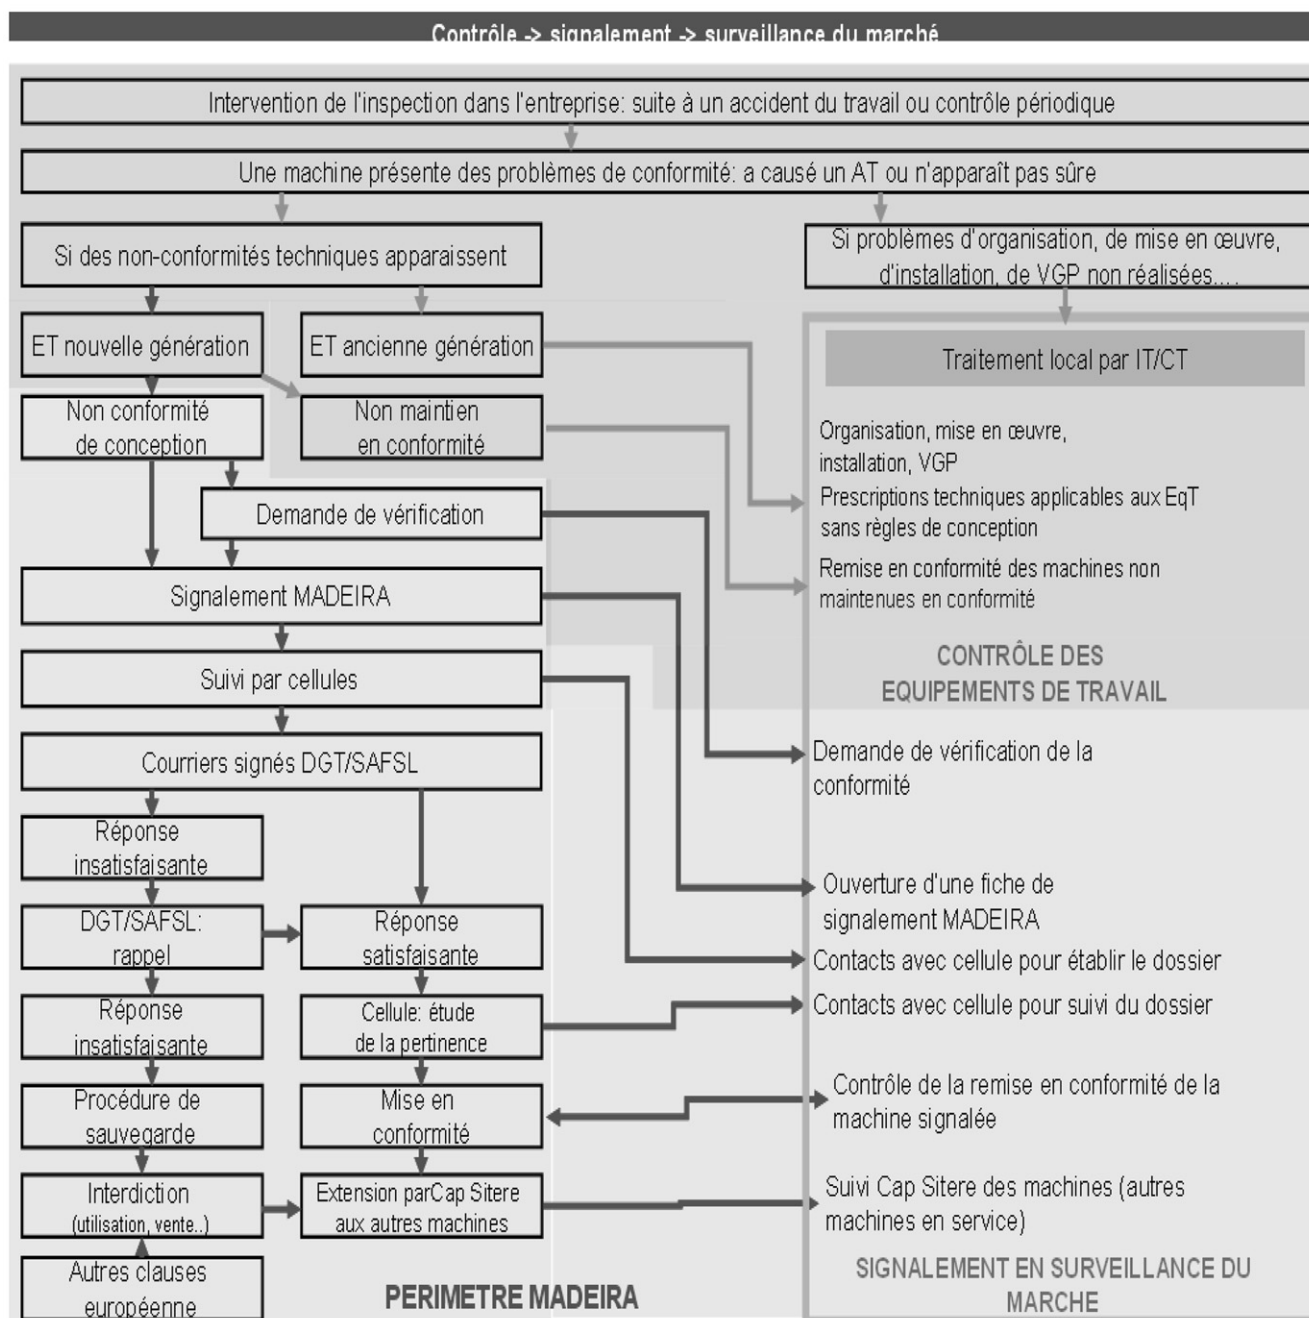 Contrôle -> signalement -> surveillance du marché
Intervention de l'inspection dans l'entreprise: suite à un accident du travail ou contrôle périodique
Une machine présente des problèmes de conformité: a causé un AT ou n'apparaît pas sûre
Si des non-conformités techniques apparaissent
Si problèmes d'organisation, de mise en œuvre,
d'installation, de VGP non réalisées....
ET nouvelle génération
ET ancienne génération
Traitement local par IT/CT
Non conformité
de conception
Non maintien
en conformité
Organisation, mise en œuvre,
installation, VGP
Prescriptions techniques applicables aux EqT
sans règles de conception
Demande de vérification
Remise en conformité des machines non
maintenues en conformité
Signalement MADEIRA
CONTRÔLE DES
EQUIPEMENTS DE TRAVAIL
Suivi par cellules
Courriers signés DGT/SAFSL
Demande de vérification de la
conformité
Réponse
insatisfaisante
Ouverture d'une fiche de
signalement MADEIRA
DGT/SAFSL:
rappel
Réponse
satisfaisante
Contacts avec cellule pour établir le dossier
Réponse
insatisfaisante
Cellule: étude
de la pertinence
Contacts avec cellule pour suivi du dossier
Procédure de
sauvegarde
Mise en
conformité
Contrôle de la remise en conformité de la
machine signalée
Interdiction
(utilisation, vente..)
Extension parCap Sitere
aux autres machines
Suivi Cap Sitere des machines (autres
machines en service)
Autres clauses
européenne
PERIMETRE MADEIRA
SIGNALEMENT EN SURVEILLANCE DU
MARCHE